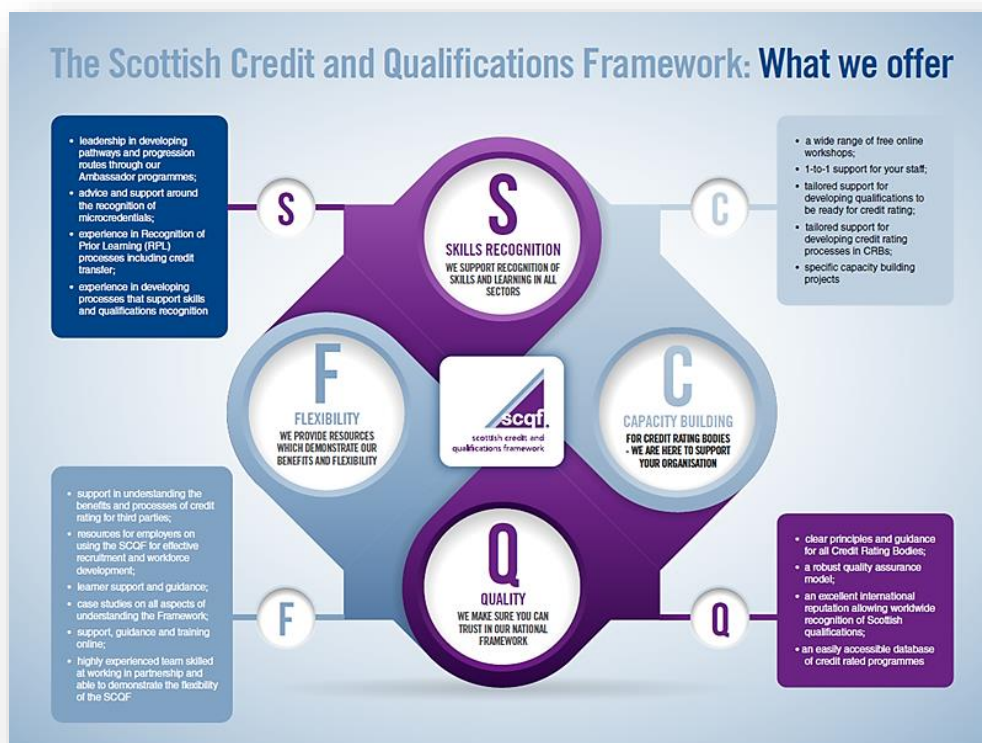 The Scottish Credit and Qualifications Framework: What we offer
• leadership in developing
pathways and progression
routes through our
Ambassador programmes;
• advice and support around
the recognition of
microcredentials;
• experience in Recognition of
Prior Learning (RPL)
processes including credit
transfer;
• experience in developing
processes that support skills
and qualifications recognition
S
S
SKILLS RECOGNITION
WE SUPPORT RECOGNITION OF
SKILLS AND LEARNING IN ALL
SECTORS
C
• a wide range of free online
workshops;
• 1-to-1 support for your staff;
• tailored support for
developing qualifications to
be ready for credit rating;
• tailored support for
developing credit rating
processes in CRBs;
• specific capacity building
projects
F
FLEXIBILITY
WE PROVIDE RESOURCES
WHICH DEMONSTRATE OUR
BENEFITS AND FLEXIBILITY
scqf.
scottish credit and
qualifications framework
C
CAPACITY BUILDING
FOR CREDIT RATING BODIES
- WE ARE HERE TO SUPPORT
YOUR ORGANISATION
• support in understanding the
benefits and processes of credit
rating for third parties;
• resources for employers on
using the SCQF for effective
recruitment and workforce
development;
• learner support and guidance;
• case studies on all aspects of
understanding the Framework;
• support, guidance and training
online;
• highly experienced team skilled
at working in partnership and
able to demonstrate the flexibility
of the SCQF
F
Q
QUALITY
WE MAKE SURE YOU CAN
TRUST IN OUR NATIONAL
FRAMEWORK
Q
• clear principles and guidance
for all Credit Rating Bodies;
• a robust quality assurance
model;
• an excellent international
reputation allowing worldwide
recognition of Scottish
qualifications;
• an easily accessible database
of credit rated programmes